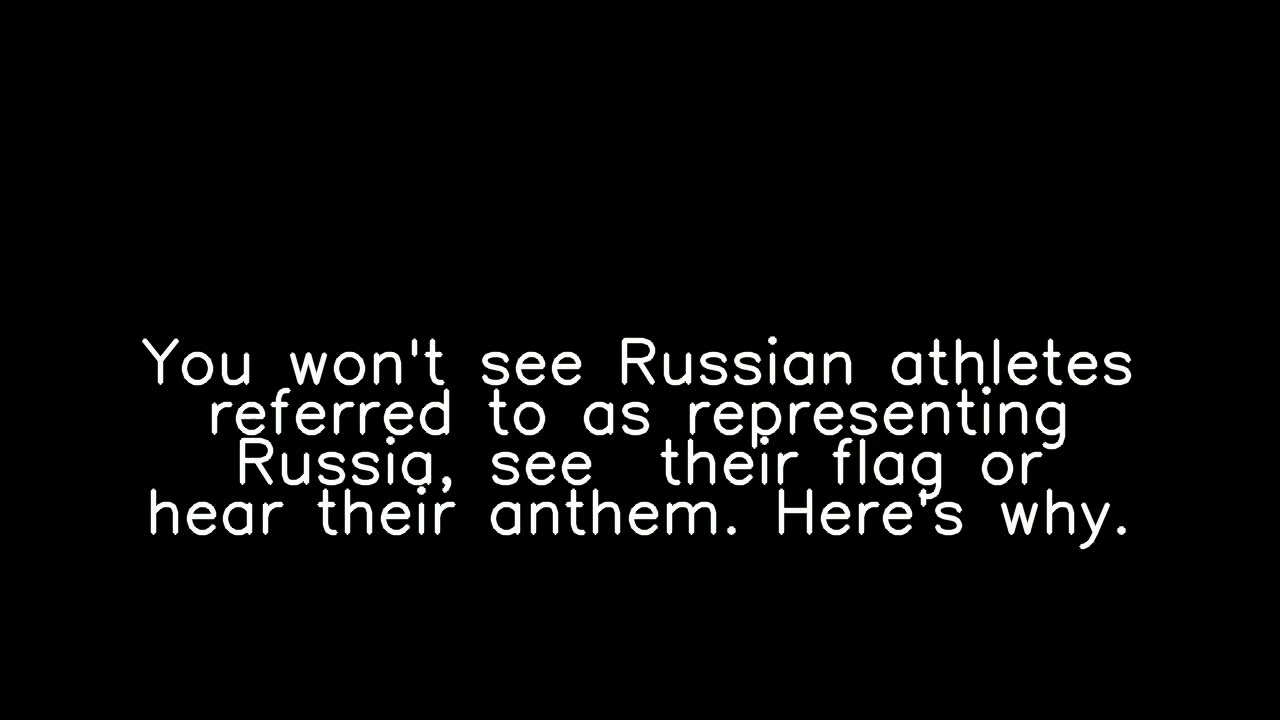 You won't see Russian athletes
referred to as representing
Russia, see  their flag or
hear their anthem. Here's why.